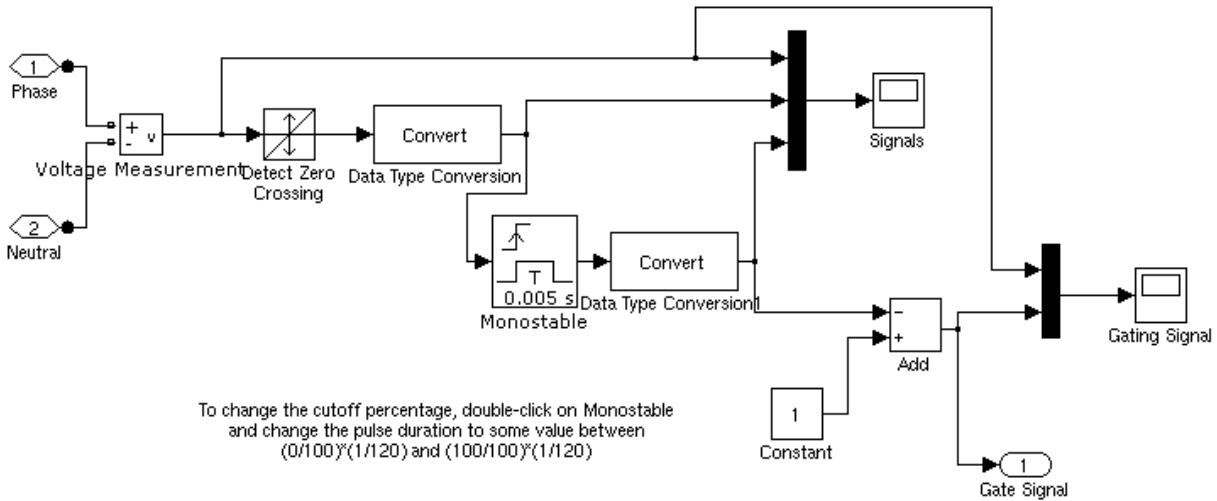 1
Phase
+
-
v
Voltage Measurement
Detect Zero
Crossing
Convert
Data Type Conversion
Signals
2
Neutral
T
0.005 s
Monostable
Convert
Data Type Conversion1
-
+
Add
Gating Signal
To change the cutoff percentage, double-click on Monostable
and change the pulse duration to some value between
(0/100)*(1/120) and (100/100)*(1/120)
1
Constant
1
Gate Signal